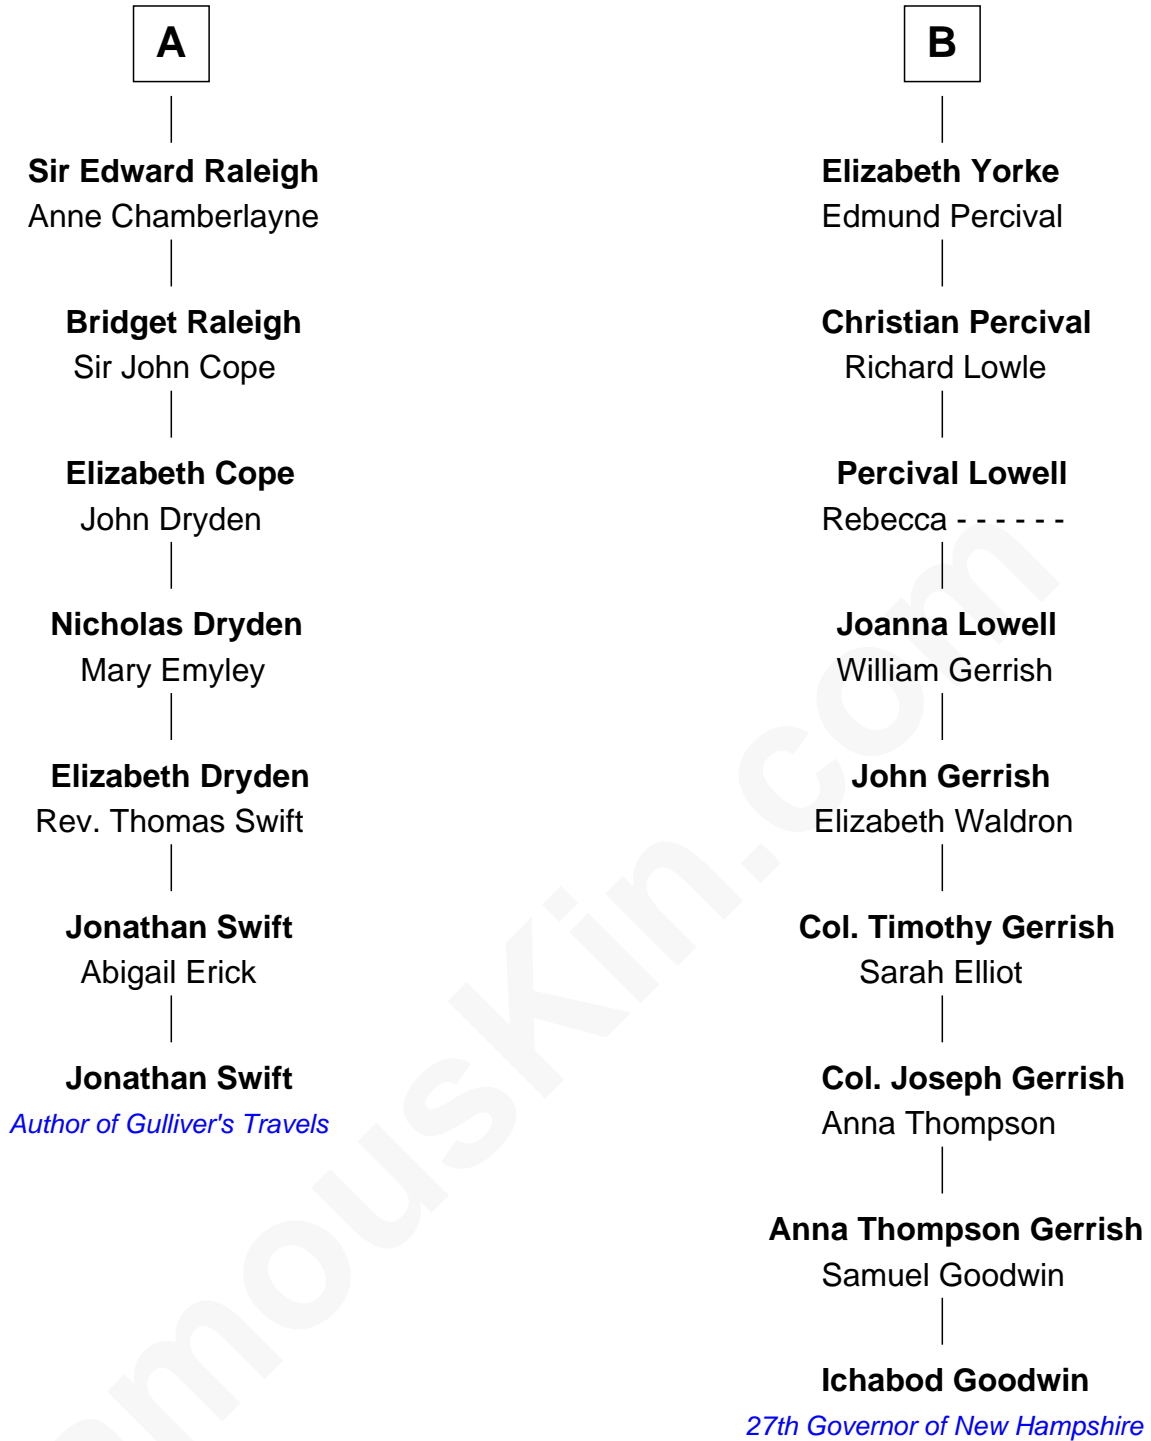 A
Sir Edward Raleigh
Anne Chamberlayne
Bridget Raleigh
Sir John Cope
Elizabeth Cope
John Dryden
Nicholas Dryden
Mary Emyley
Elizabeth Dryden
Rev. Thomas Swift
Jonathan Swift
Abigail Erick
Jonathan Swift
Author of Gulliver's Travels
B
Elizabeth Yorke
Edmund Percival
Christian Percival
Richard Lowle
Percival Lowell
Rebecca - - - - - -
Joanna Lowell
William Gerrish
John Gerrish
Elizabeth Waldron
Col. Timothy Gerrish
Sarah Elliot
Col. Joseph Gerrish
Anna Thompson
Anna Thompson Gerrish
Samuel Goodwin
Ichabod Goodwin
27th Governor of New Hampshire
amouskin.com